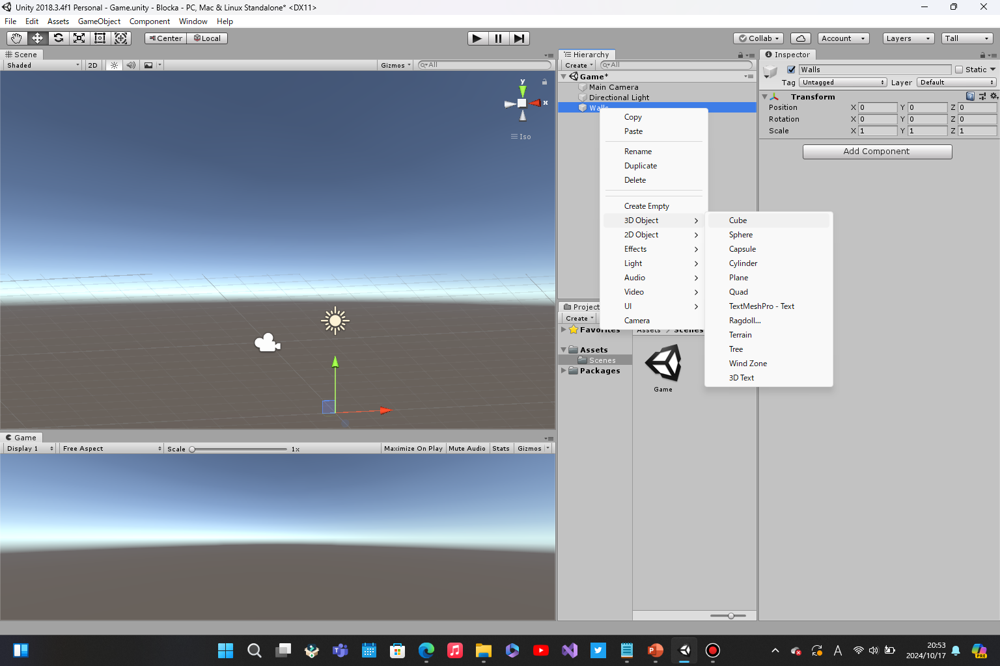 Unity 2018.3.4f1 Personal - Game.unity - Blocka - PC, Mac & Linux Standalone* <DX11>
File Edit Assets GameObject Component Window Help
Center Local
Collab Account Layers Tall
Scene
Shaded 2D Gizmos All
y
x
Iso
Hierarchy
Create All
Game*
Main Camera
Directional Light
Walls
Copy
Paste
Rename
Duplicate
Delete
Create Empty
3D Object
2D Object
Effects
Light
Audio
Video
UI
Camera
Cube
Sphere
Capsule
Cylinder
Plane
Quad
TextMeshPro - Text
Ragdoll...
Terrain
Tree
Wind Zone
3D Text
Inspector
Walls Static
Tag Untagged Layer Default
Transform
Position X 0 Y 0 Z 0
Rotation X 0 Y 0 Z 0
Scale X 1 Y 1 Z 1
Add Component
Project
Create
Favorites
Assets
Scenes
Packages
Assets Scenes
Game
Game
Display 1 Free Aspect Scale 1x Maximize On Play Mute Audio Stats Gizmos
A
20:53
2024/10/17
PRE